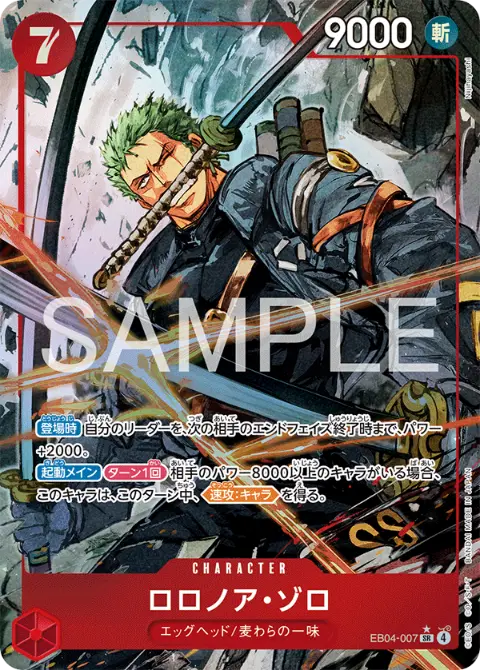 7
9000
斬
Nijihayashi
SAMPLE
登場時 自分のリーダーを、次の相手のエンドフェイズ終了時まで、パワー
+2000。
起動メイン ターン1回 相手のパワー8000以上のキャラがいる場合、
このキャラは、このターン中、速攻:キャラ を得る。
CHARACTER
ロロノア・ゾロ
エッグヘッド/麦わらの一味
EB04-007 SR 4
BANDAI MADE IN JAPAN